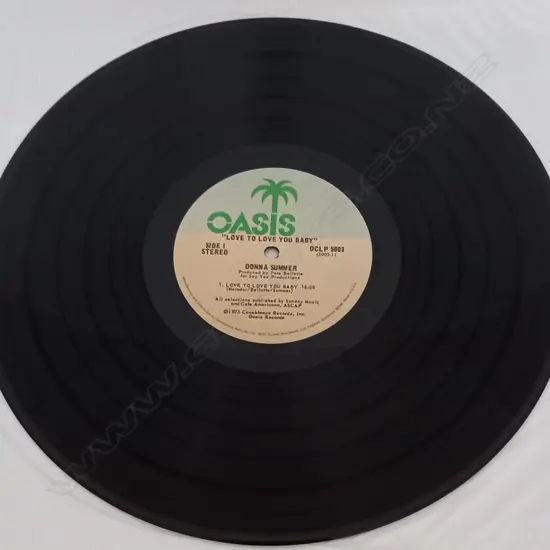 OASIS
"LOVE TO LOVE YOU BABY"
SIDE 1
STEREO
DCLP 5003
DONNA SUMMER
Produced by Pete Bellotte
for Say Yes Productions
1. LOVE TO LOVE YOU BABY 16:50
(Moroder/Bellotte/Summer)
All selections published by Sunday Music
and Cafe Americana, ASCAP
©1975 Casablanca Records, Inc.
Oasis Records